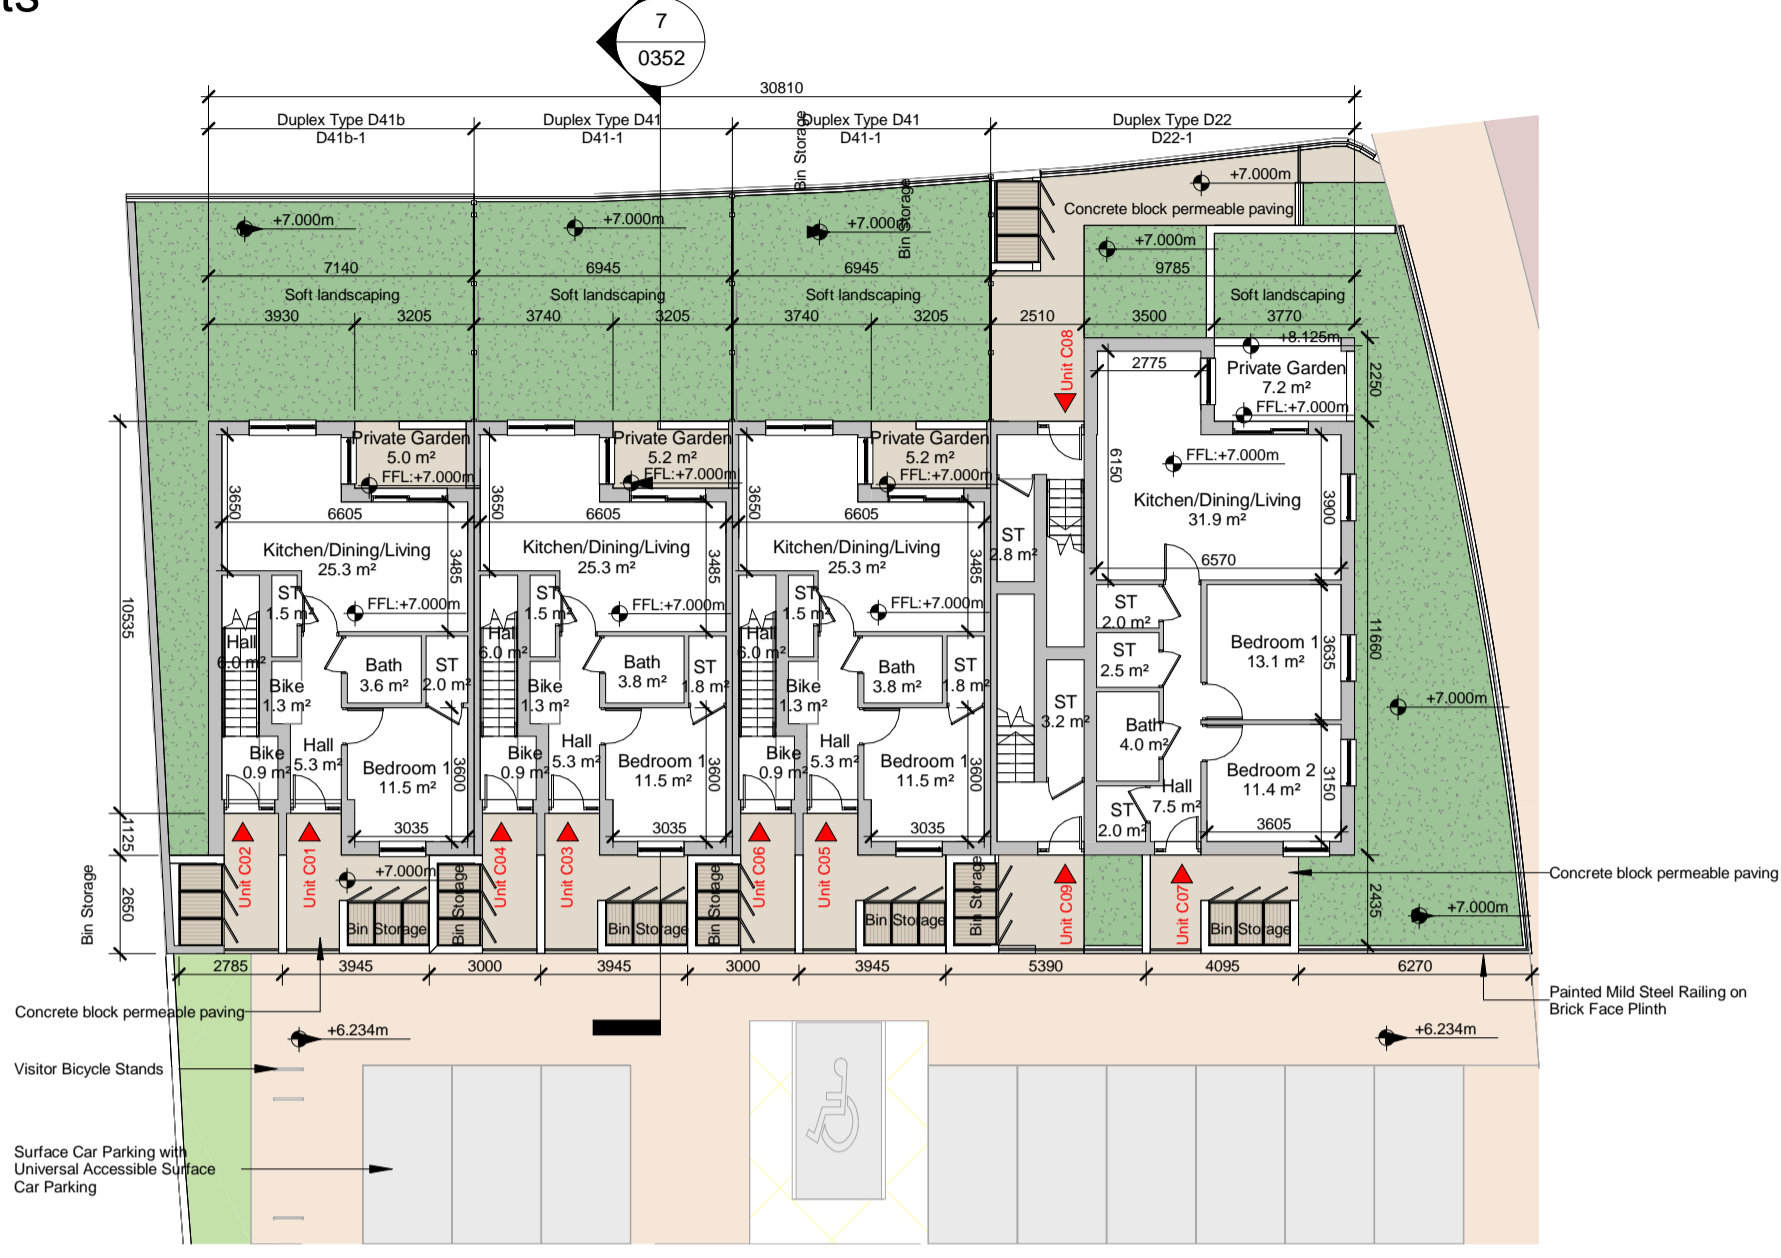 ts
7
0352
30810
Duplex Type D41b
D41b-1
Duplex Type D41
D41-1
Duplex Type D41
D41-1
Duplex Type D22
D22-1
Bin Storage
Bin Storage
+7.000m
+7.000m
+7.000m
+7.000m
Concrete block permeable paving
+7.000m
7140
6945
6945
9785
Soft landscaping
Soft landscaping
Soft landscaping
Soft landscaping
3930
3205
3740
3205
3740
3205
2510
3500
3770
+8.125m
Unit C08
2775
Private Garden
7.2 m²
FFL:+7.000m
2250
Private Garden
5.0 m²
FFL:+7.000m
Private Garden
5.2 m²
FFL:+7.000m
Private Garden
5.2 m²
FFL:+7.000m
6150
FFL:+7.000m
3650
3650
3650
6605
6605
6605
Kitchen/Dining/Living
31.9 m²
3900
Kitchen/Dining/Living
25.3 m²
3485
Kitchen/Dining/Living
25.3 m²
3485
Kitchen/Dining/Living
25.3 m²
3485
ST
2.8 m²
6570
ST
1.5 m²
FFL:+7.000m
ST
1.5 m²
FFL:+7.000m
ST
1.5 m²
FFL:+7.000m
ST
2.0 m²
10535
11660
Hall
6.0 m²
Hall
6.0 m²
Hall
6.0 m²
Bedroom 1
13.1 m²
3635
ST
2.5 m²
Bath
3.6 m²
ST
2.0 m²
Bath
3.8 m²
ST
1.8 m²
Bath
3.8 m²
ST
1.8 m²
Bike
1.3 m²
Bike
1.3 m²
Bike
1.3 m²
ST
3.2 m²
+7.000m
Bath
4.0 m²
Bike
0.9 m²
Hall
5.3 m²
Bedroom 1
11.5 m²
3600
Bike
0.9 m²
Hall
5.3 m²
Bedroom 1
11.5 m²
3600
Bike
0.9 m²
Hall
5.3 m²
Bedroom 1
11.5 m²
3600
Bedroom 2
11.4 m²
3150
Hall
7.5 m²
ST
2.0 m²
1125
3035
3035
3035
3605
Unit C02
Unit C01
Unit C04
Unit C03
Unit C06
Unit C05
Unit C09
Unit C07
+7.000m
Concrete block permeable paving
2650
2435
+7.000m
Bin Storage
Bin Storage
Bin Storage
Bin Storage
Bin Storage
Bin Storage
Bin Storage
Bin Storage
2785
3945
3000
3945
3000
3945
5390
4095
6270
Painted Mild Steel Railing on
Brick Face Plinth
Concrete block permeable paving
+6.234m
+6.234m
Visitor Bicycle Stands
Surface Car Parking with
Universal Accessible Surface
Car Parking